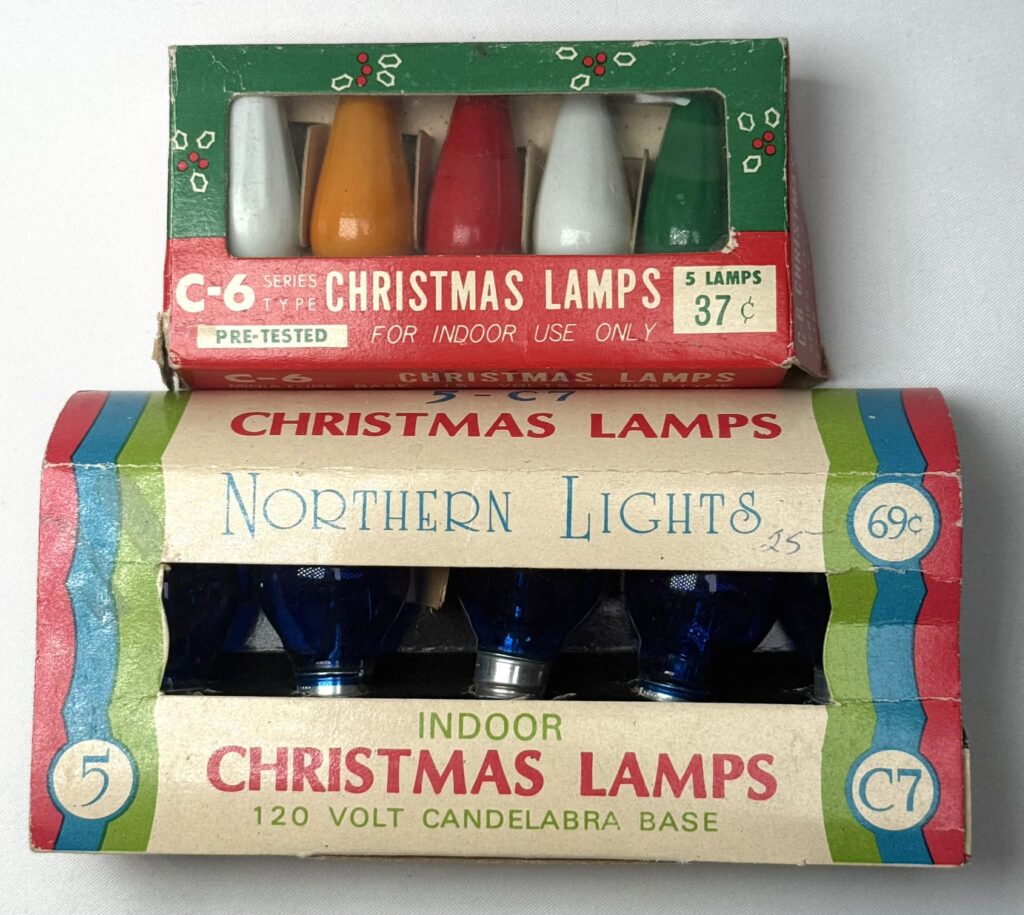 C-6 SERIES TYPE CHRISTMAS LAMPS
5 LAMPS
37¢
PRE-TESTED
FOR INDOOR USE ONLY
C-6 CHRISTMAS LAMPS
5-C7
CHRISTMAS LAMPS
NORTHERN LIGHTS
69¢
25
INDOOR
5
CHRISTMAS LAMPS
C7
120 VOLT CANDELABRA BASE